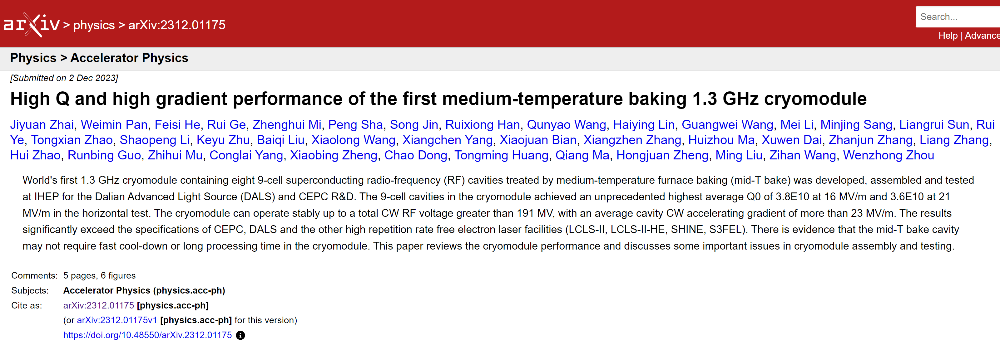 arXiv > physics > arXiv:2312.01175
Search...
Help | Advance
Physics > Accelerator Physics
[Submitted on 2 Dec 2023]
High Q and high gradient performance of the first medium-temperature baking 1.3 GHz cryomodule
Jiyuan Zhai, Weimin Pan, Feisi He, Rui Ge, Zhenghui Mi, Peng Sha, Song Jin, Ruixiong Han, Qunyao Wang, Haiying Lin, Guangwei Wang, Mei Li, Minjing Sang, Liangrui Sun, Rui
Ye, Tongxian Zhao, Shaopeng Li, Keyu Zhu, Baiqi Liu, Xiaolong Wang, Xiangchen Yang, Xiaojuan Bian, Xiangzhen Zhang, Huizhou Ma, Xuwen Dai, Zhanjun Zhang, Liang Zhang,
Hui Zhao, Runbing Guo, Zhihui Mu, Conglai Yang, Xiaobing Zheng, Chao Dong, Tongming Huang, Qiang Ma, Hongjuan Zheng, Ming Liu, Zihan Wang, Wenzhong Zhou
World's first 1.3 GHz cryomodule containing eight 9-cell superconducting radio-frequency (RF) cavities treated by medium-temperature furnace baking (mid-T bake) was developed, assembled and tested
at IHEP for the Dalian Advanced Light Source (DALS) and CEPC R&D. The 9-cell cavities in the cryomodule achieved an unprecedented highest average Q0 of 3.8E10 at 16 MV/m and 3.6E10 at 21
MV/m in the horizontal test. The cryomodule can operate stably up to a total CW RF voltage greater than 191 MV, with an average cavity CW accelerating gradient of more than 23 MV/m. The results
significantly exceed the specifications of CEPC, DALS and the other high repetition rate free electron laser facilities (LCLS-II, LCLS-II-HE, SHINE, S3FEL). There is evidence that the mid-T bake cavity
may not require fast cool-down or long processing time in the cryomodule. This paper reviews the cryomodule performance and discusses some important issues in cryomodule assembly and testing.
Comments: 5 pages, 6 figures
Subjects: Accelerator Physics (physics.acc-ph)
Cite as: arXiv:2312.01175 [physics.acc-ph]
(or arXiv:2312.01175v1 [physics.acc-ph] for this version)
https://doi.org/10.48550/arXiv.2312.01175